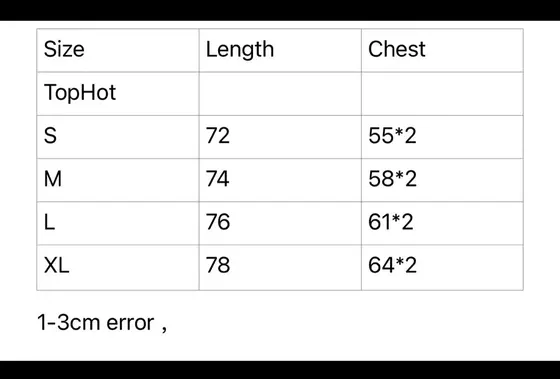 Size Length Chest
TopHot
S 72 55*2
M 74 58*2
L 76 61*2
XL 78 64*2
1-3cm error ,